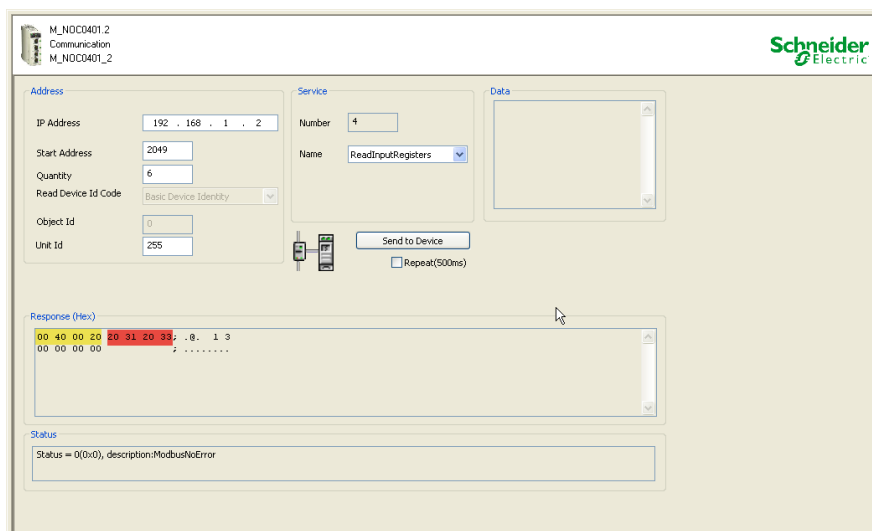 M_NOC0401.2
Communication
M_NOC0401_2
Schneider
Electric
Address
IP Address 192 . 168 . 1 . 2
Start Address 2049
Quantity 6
Read Device Id Code Basic Device Identity
Object Id 0
Unit Id 255
Service
Number 4
Name ReadInputRegisters
Data
Send to Device
Repeat(500ms)
Response (Hex)
00 40 00 20 20 31 20 33; .@. 1 3
00 00 00 00 ; ........
Status
Status = 0(0x0), description:ModbusNoError